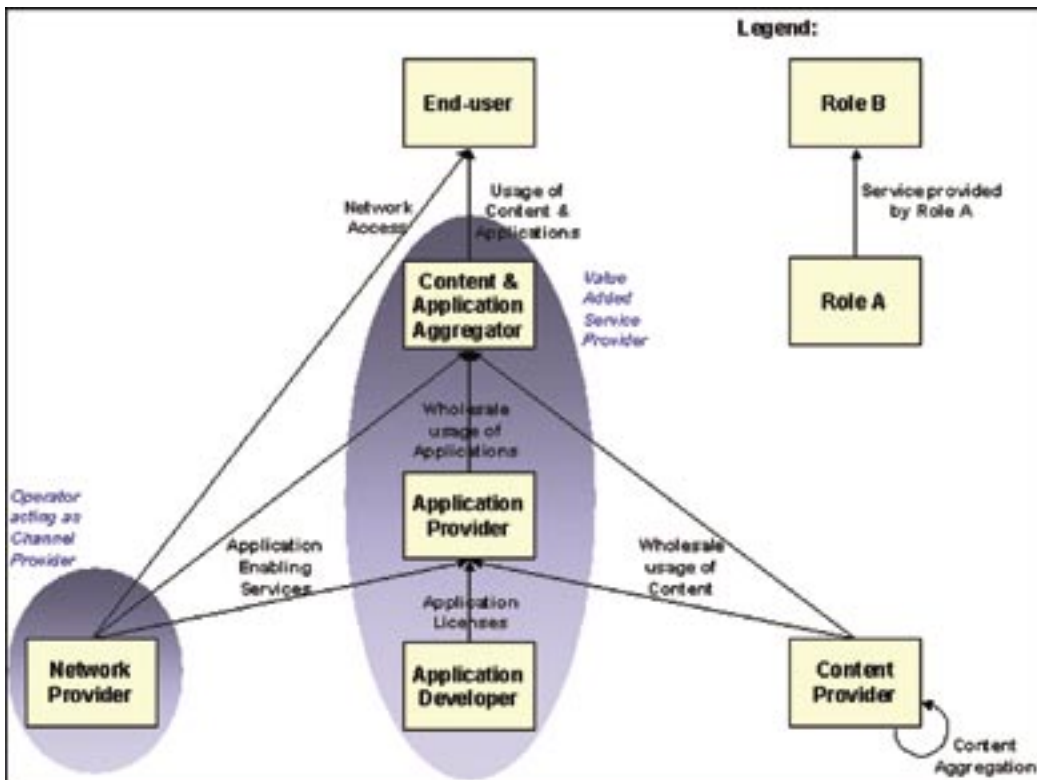 Legend:
End-user
Role B
Network
Access
Usage of
Content &
Applications
Service provided
by Role A
Content &
Application
Aggregator
Value
Added
Service
Provider
Role A
Wholesale
usage of
Applications
Operator
acting as
Channel
Provider
Application
Provider
Application
Enabling
Services
Wholesale
usage of
Content
Application
Licenses
Network
Provider
Application
Developer
Content
Provider
Content
Aggregation